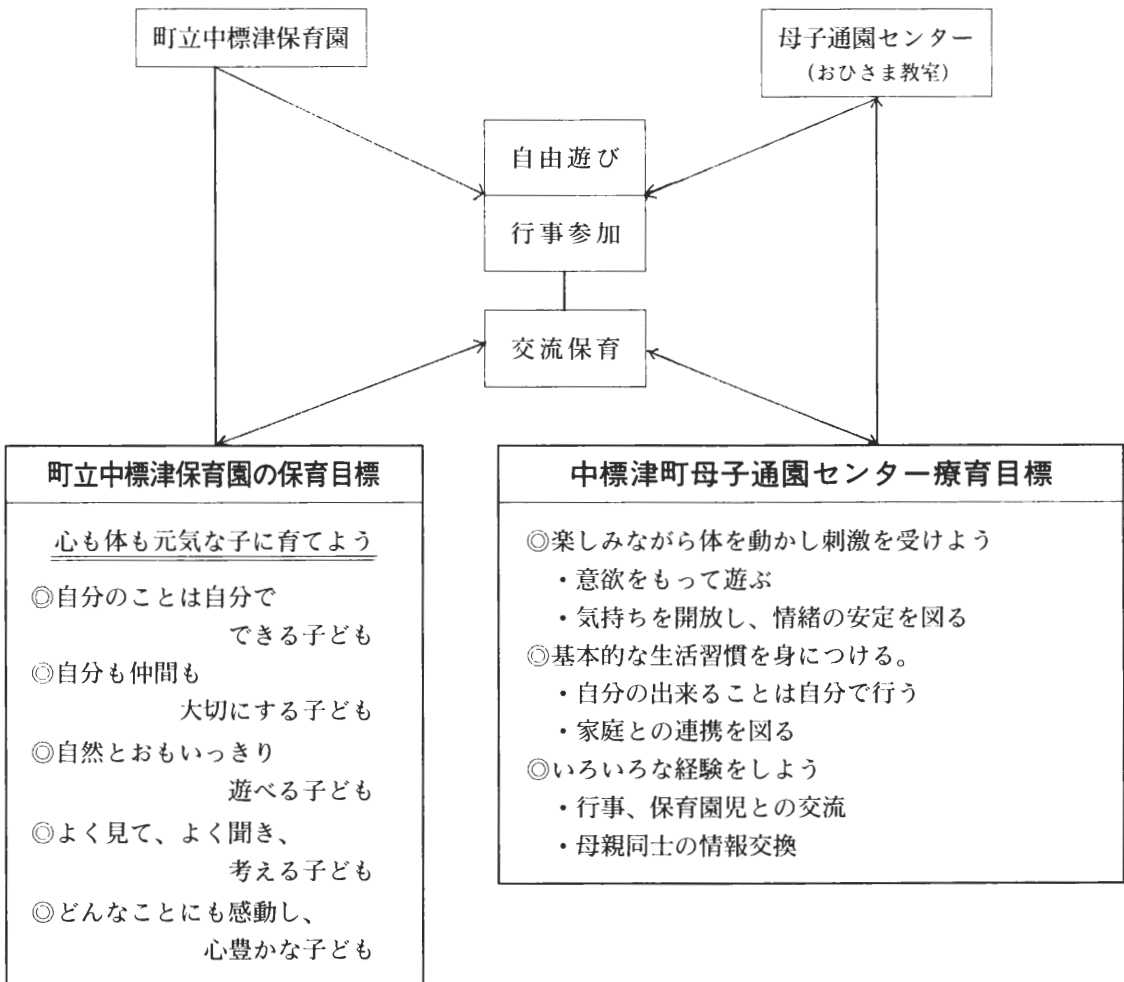 町立中標津保育園
母子通園センター
（おひさま教室）
自由遊び
行事参加
交流保育
町立中標津保育園の保育目標
心も体も元気な子に育てよう
◎自分のことは自分で
できる子ども
◎自分も仲間も
大切にする子ども
◎自然とおもいっきり
遊べる子ども
◎よく見て、よく聞き、
考える子ども
◎どんなことにも感動し、
心豊かな子ども
中標津町母子通園センター療育目標
◎楽しみながら体を動かし刺激を受けよう
・意欲をもって遊ぶ
・気持ちを開放し、情緒の安定を図る
◎基本的な生活習慣を身につける。
・自分の出来ることは自分で行う
・家庭との連携を図る
◎いろいろな経験をしよう
・行事、保育園児との交流
・母親同士の情報交換